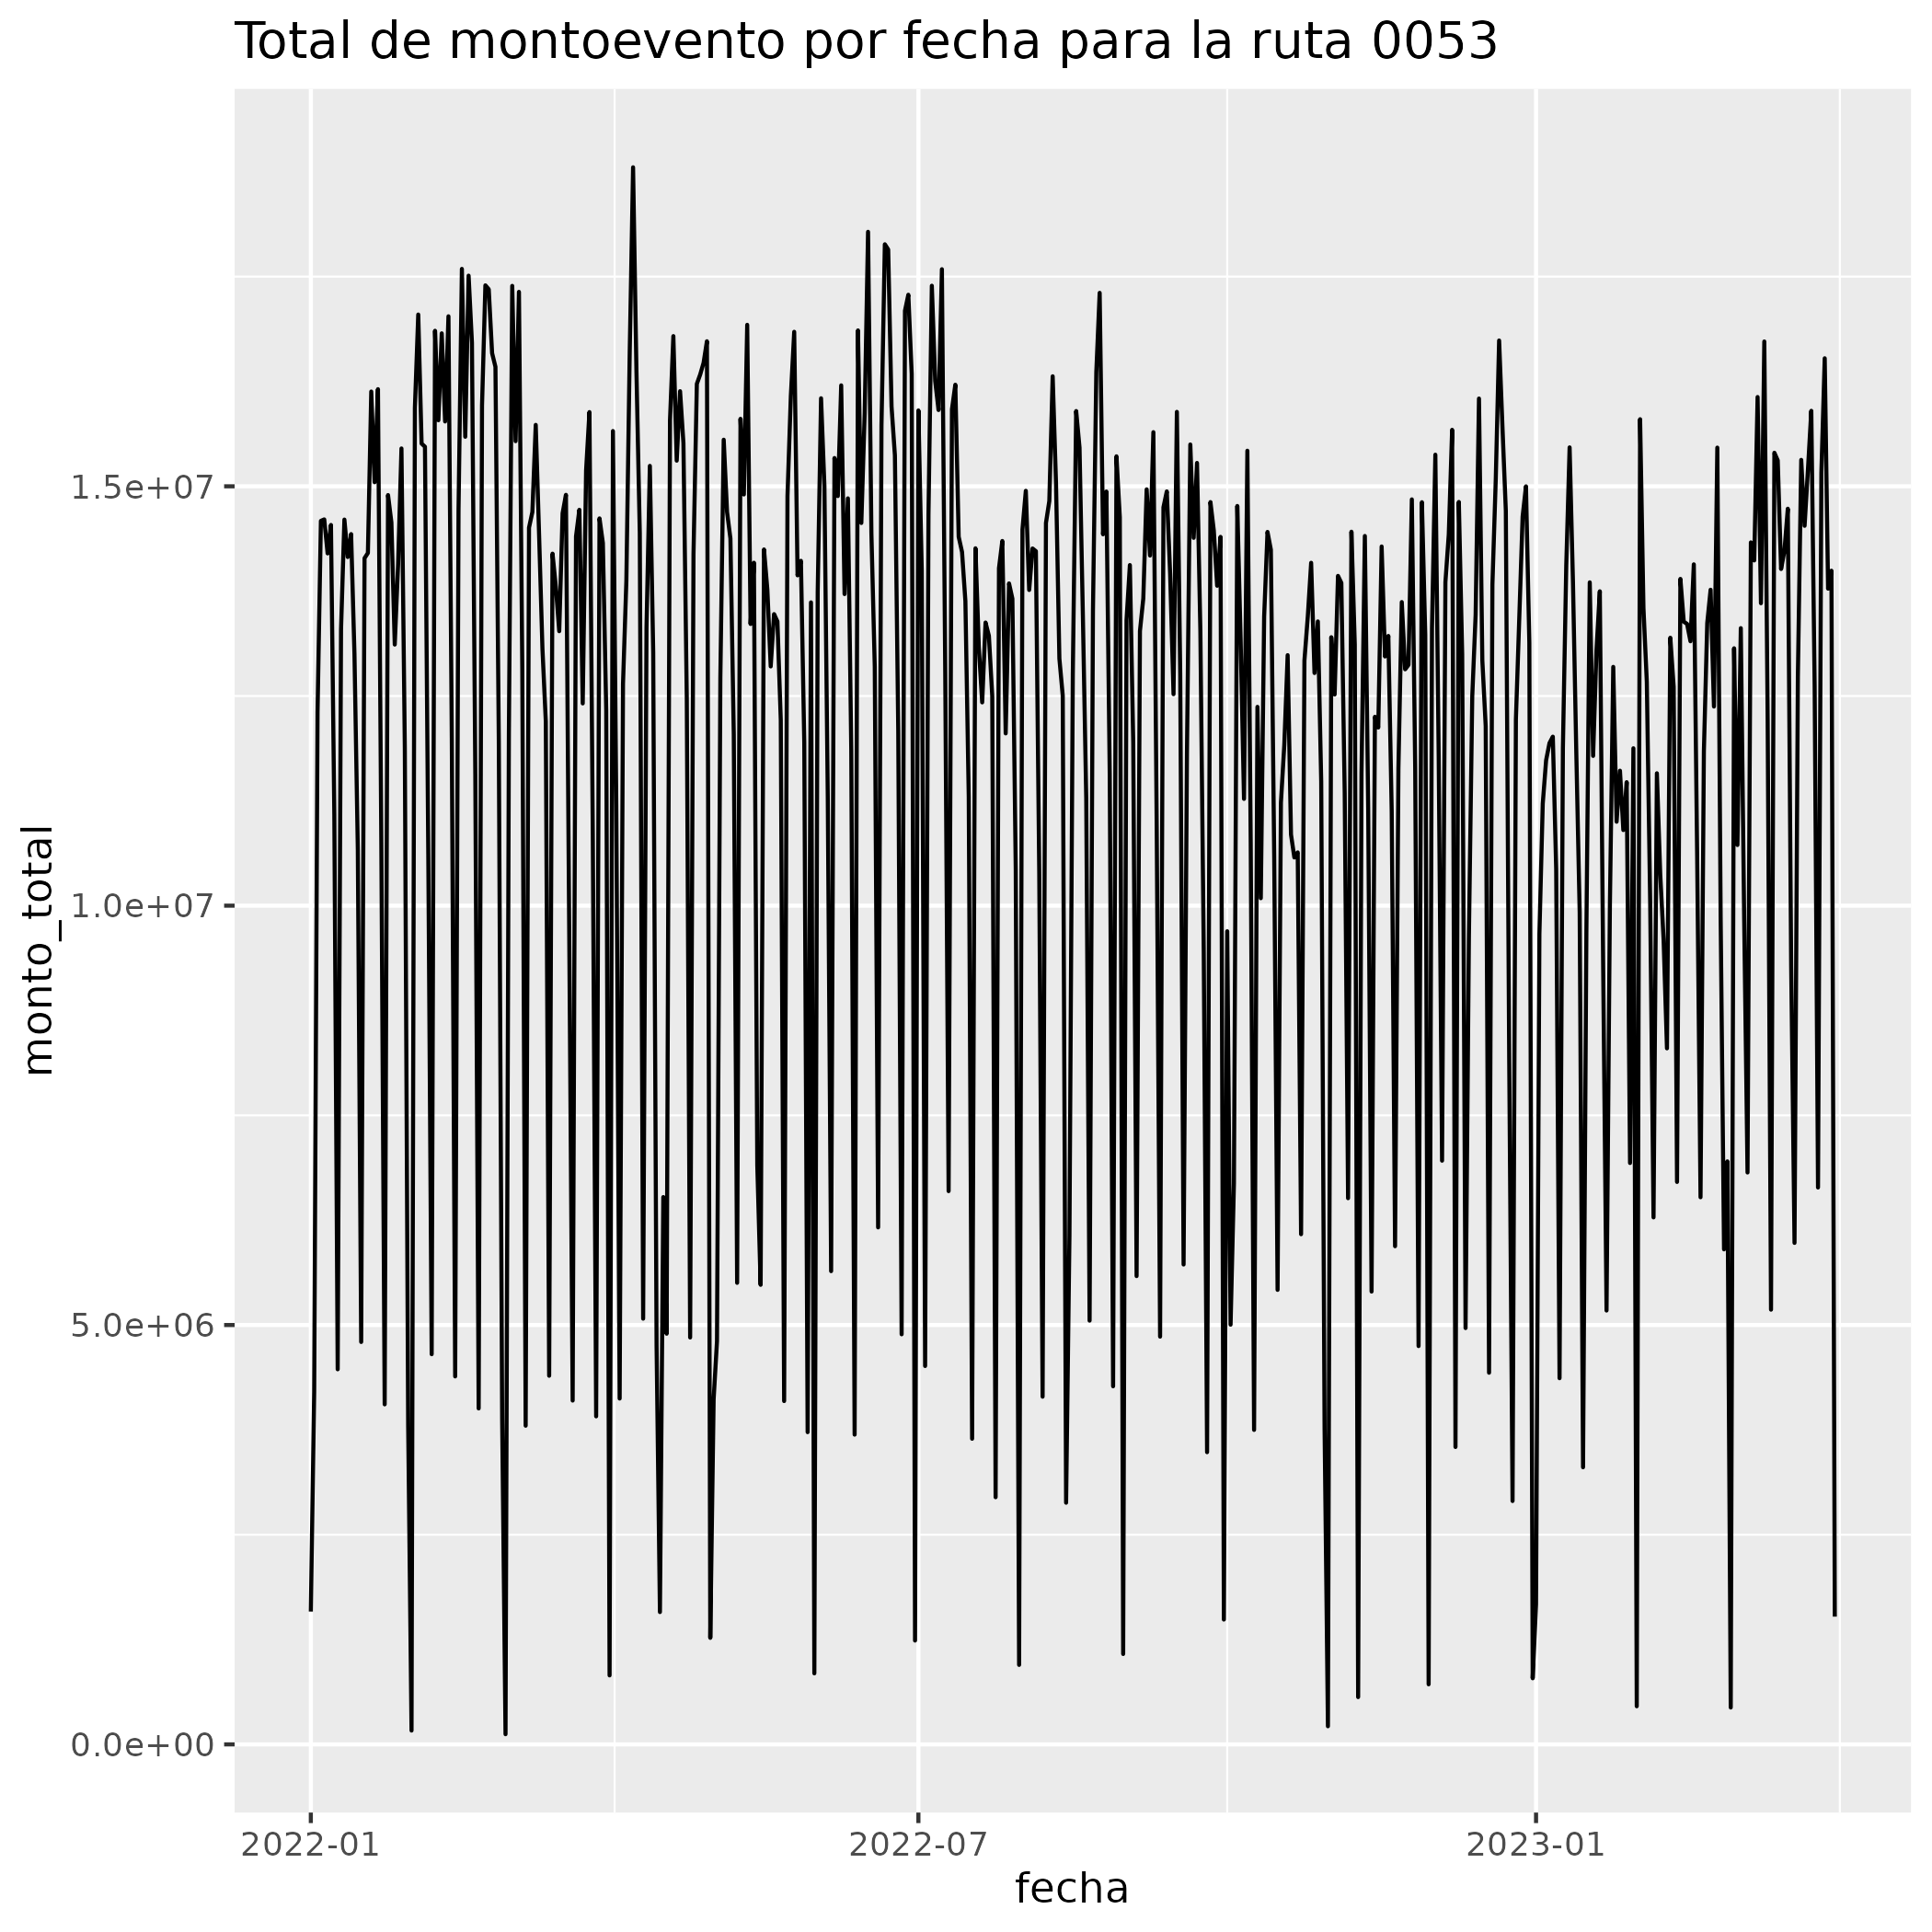 Total de montoevento por fecha para la ruta 0053
monto_total
1.5e+07
1.0e+07
5.0e+06
0.0e+00
2022-01
2022-07
2023-01
fecha